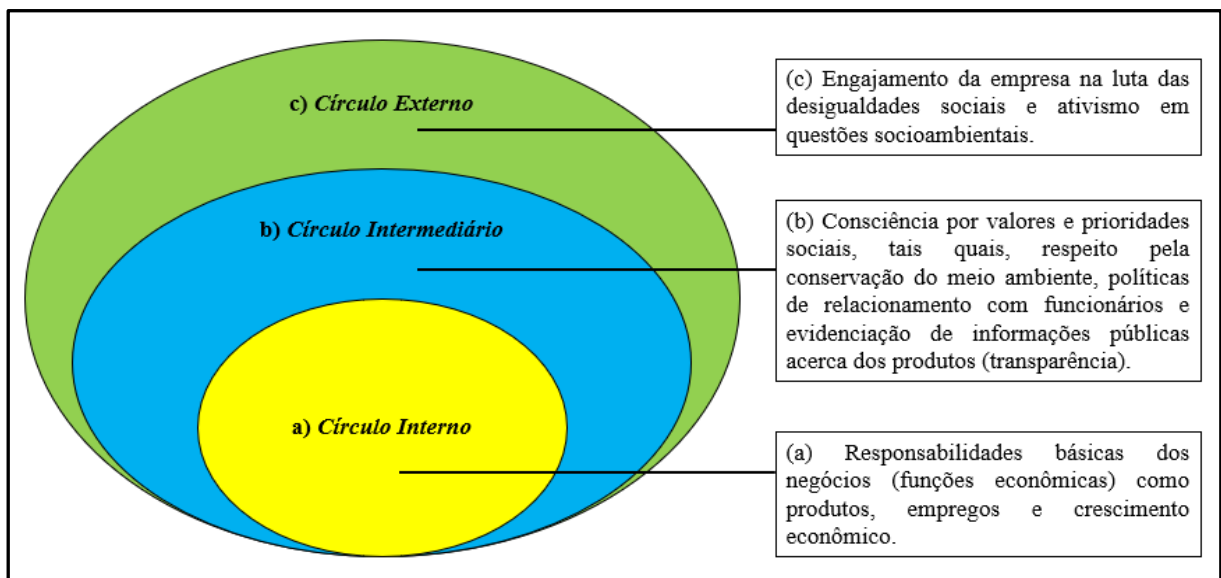 c) Círculo Externo
(c) Engajamento da empresa na luta das
desigualdades sociais e ativismo em
questões socioambientais.
b) Círculo Intermediário
(b) Consciência por valores e prioridades
sociais, tais quais, respeito pela
conservação do meio ambiente, políticas
de relacionamento com funcionários e
evidenciação de informações públicas
acerca dos produtos (transparência).
a) Círculo Interno
(a) Responsabilidades básicas dos
negócios (funções econômicas) como
produtos, empregos e crescimento
econômico.